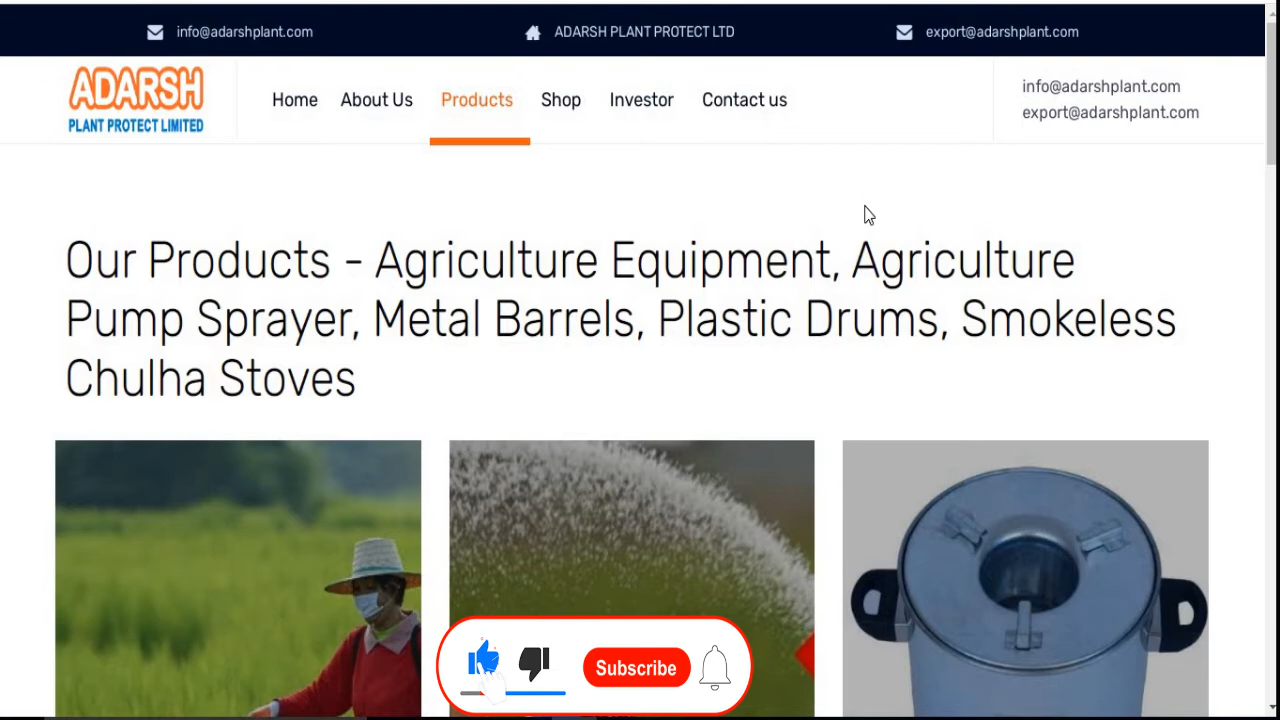 info@adarshplant.com
ADARSH PLANT PROTECT LTD
export@adarshplant.com
ADARSH
PLANT PROTECT LIMITED
Home
About Us
Products
Shop
Investor
Contact us
info@adarshplant.com
export@adarshplant.com
Our Products - Agriculture Equipment, Agriculture
Pump Sprayer, Metal Barrels, Plastic Drums, Smokeless
Chulha Stoves
Subscribe